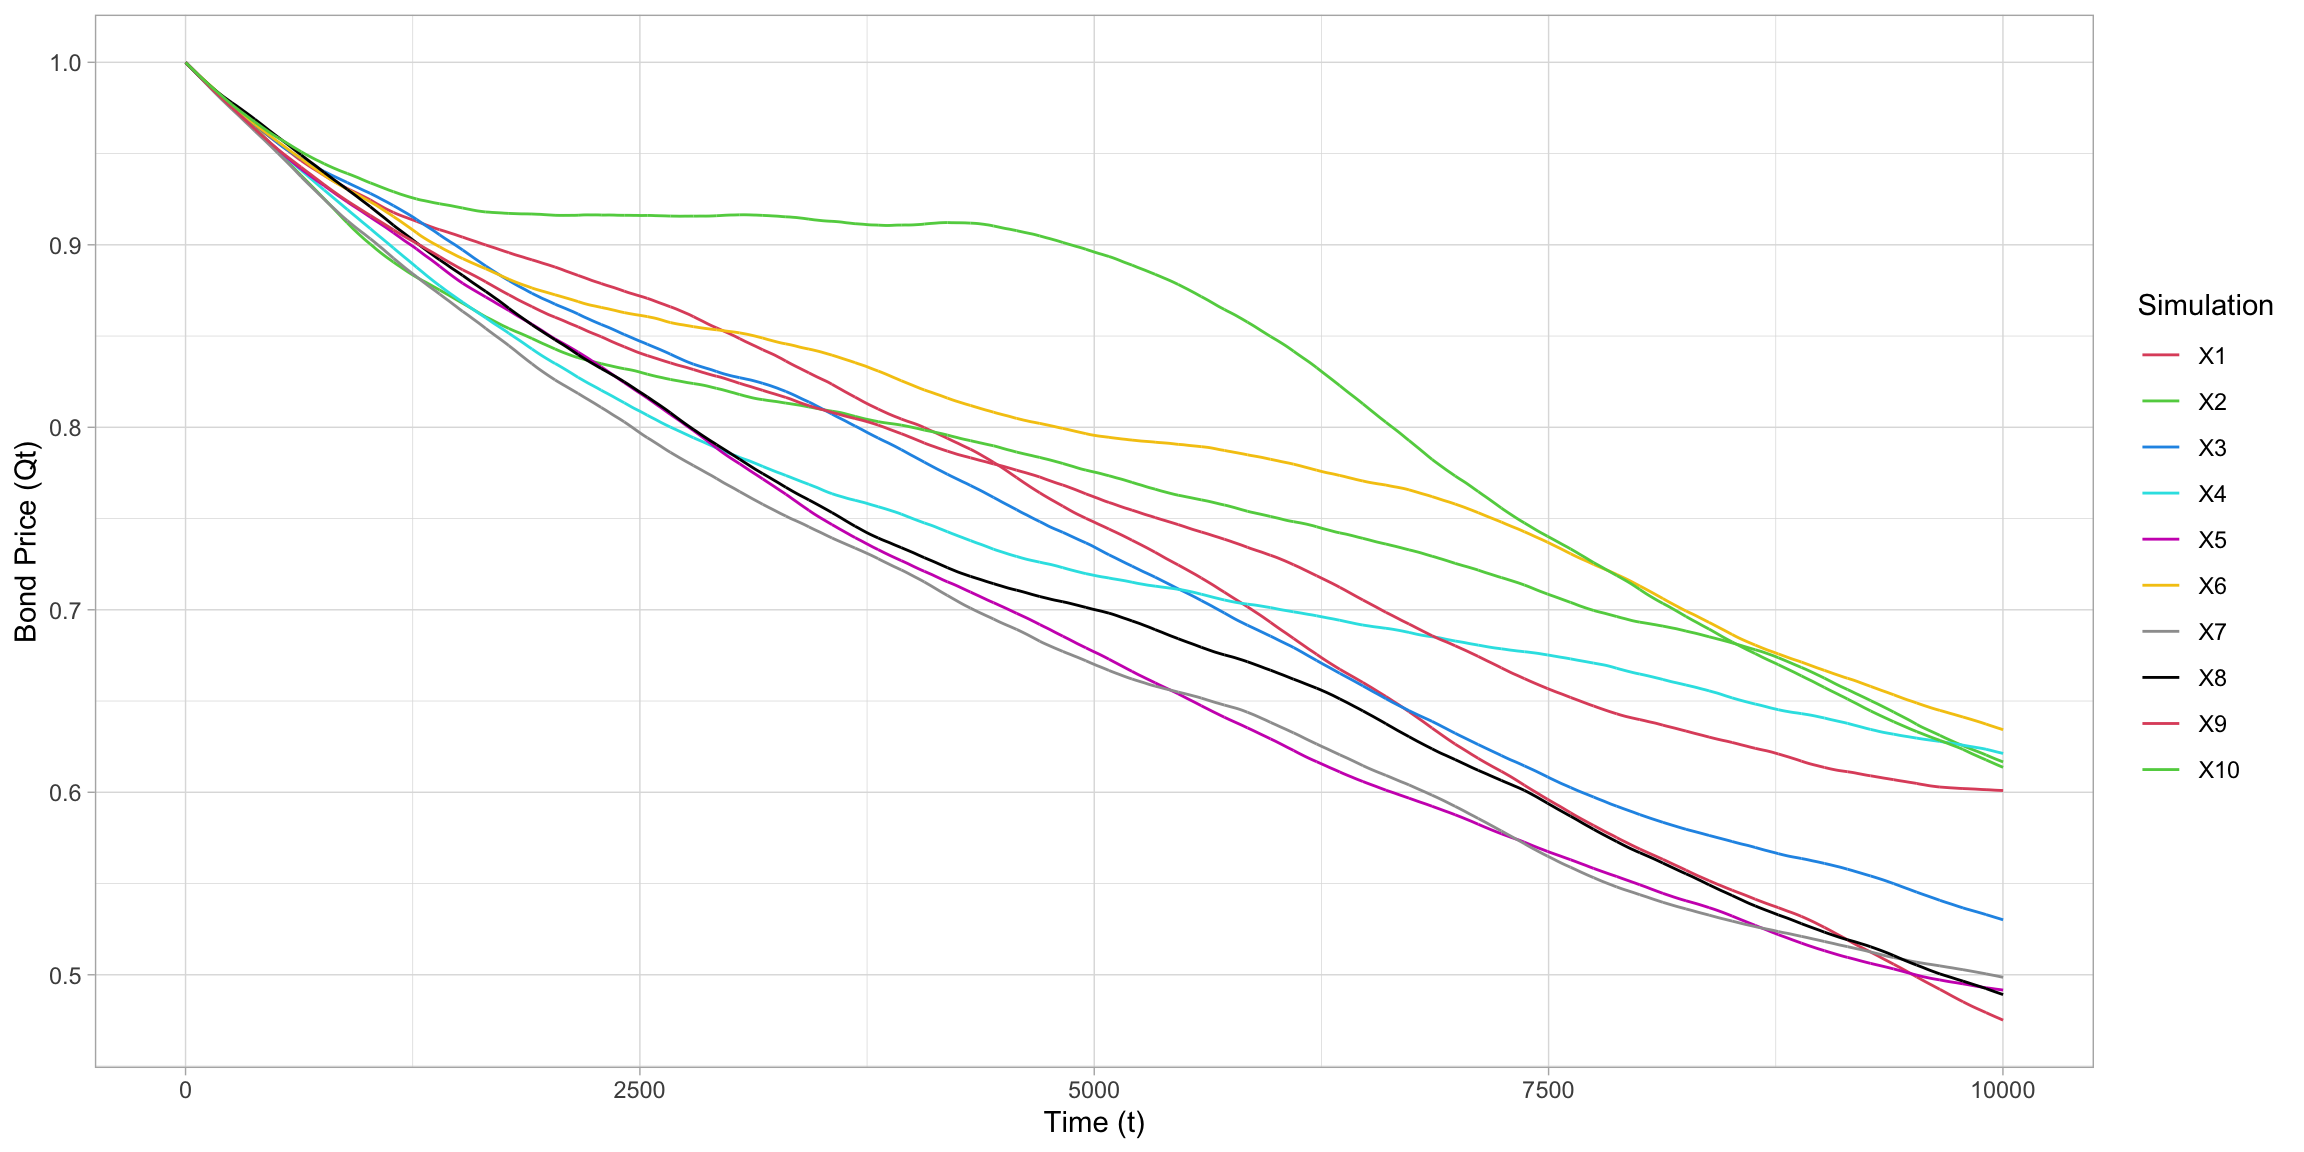 1.0
0.9
0.8
0.7
0.6
0.5
Bond Price (Qt)
0 2500 5000 7500 10000
Time (t)
Simulation
X1
X2
X3
X4
X5
X6
X7
X8
X9
X10